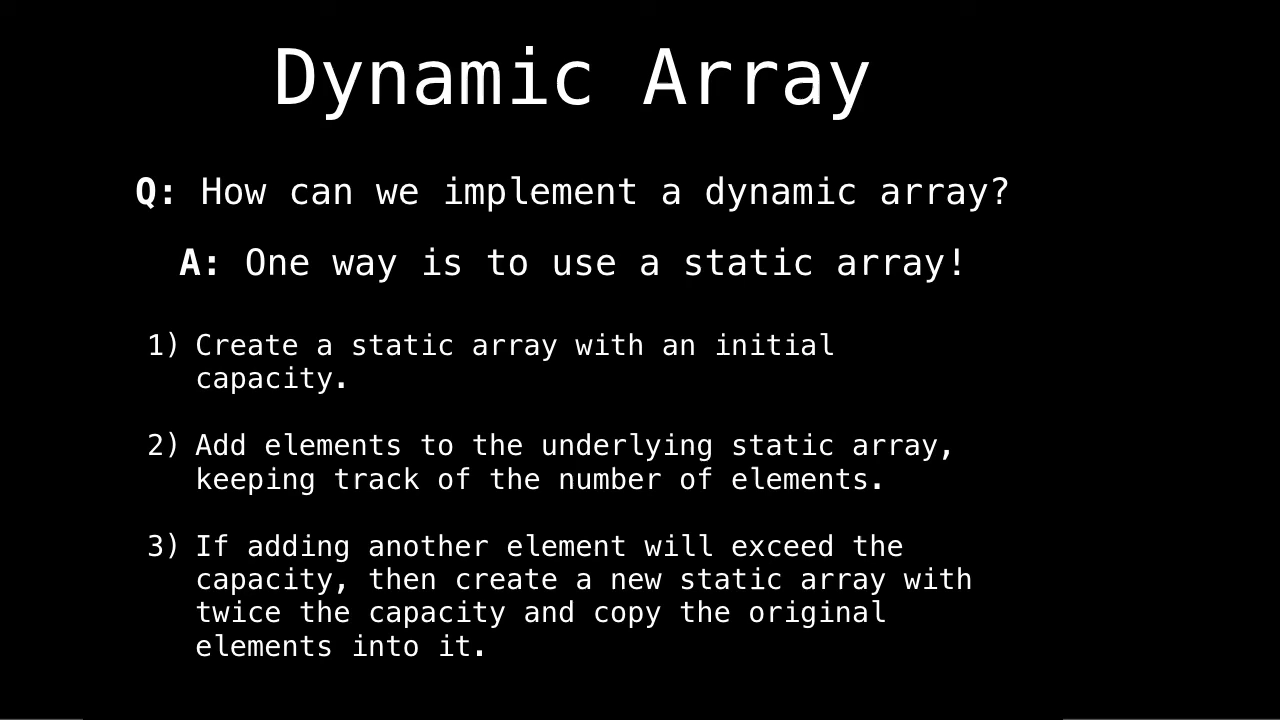 Dynamic Array
Q: How can we implement a dynamic array?
A: One way is to use a static array!
1) Create a static array with an initial
capacity.
2) Add elements to the underlying static array,
keeping track of the number of elements.
3) If adding another element will exceed the
capacity, then create a new static array with
twice the capacity and copy the original
elements into it.